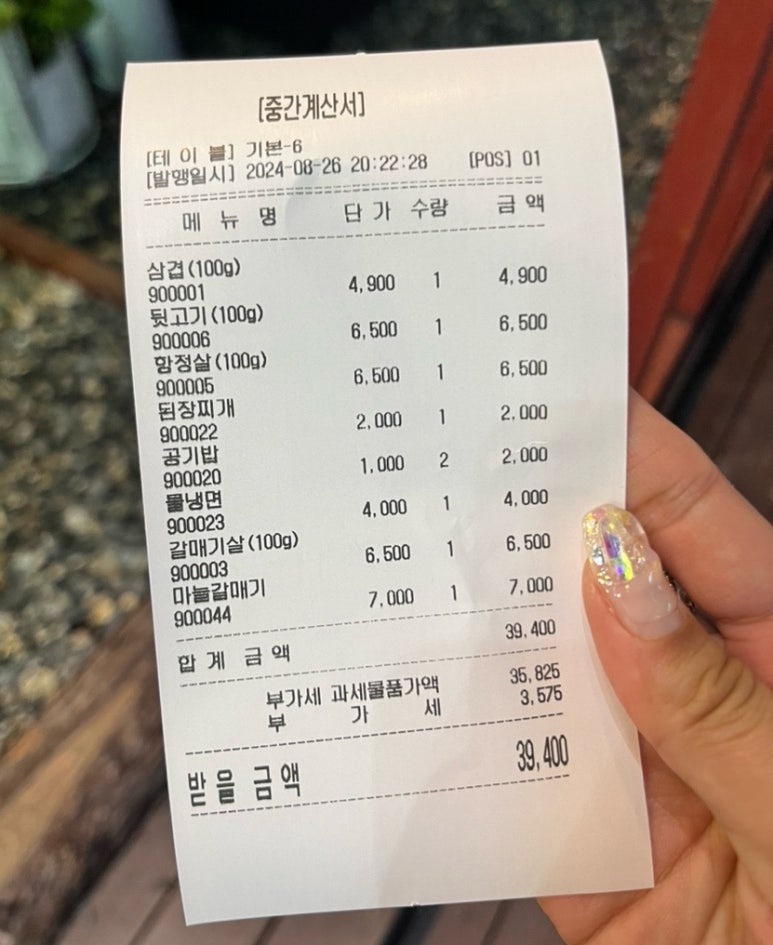 [중간계산서]
[테 이 블] 기본-6
[발행일시] 2024-08-26 20:22:28 [POS] 01
메 뉴 명 단 가 수량 금 액
삼겹(100g)
900001 4,900 1 4,900
뒷고기(100g)
900006 6,500 1 6,500
항정살(100g)
900005 6,500 1 6,500
된장찌개
900022 2,000 1 2,000
공기밥
900020 1,000 2 2,000
물냉면
900023 4,000 1 4,000
갈매기살(100g)
900003 6,500 1 6,500
마늘갈매기
900044 7,000 1 7,000
합 계 금 액 39,400
부가세 과세물품가액 35,825
부 가 세 3,575
받 을 금 액 39,400